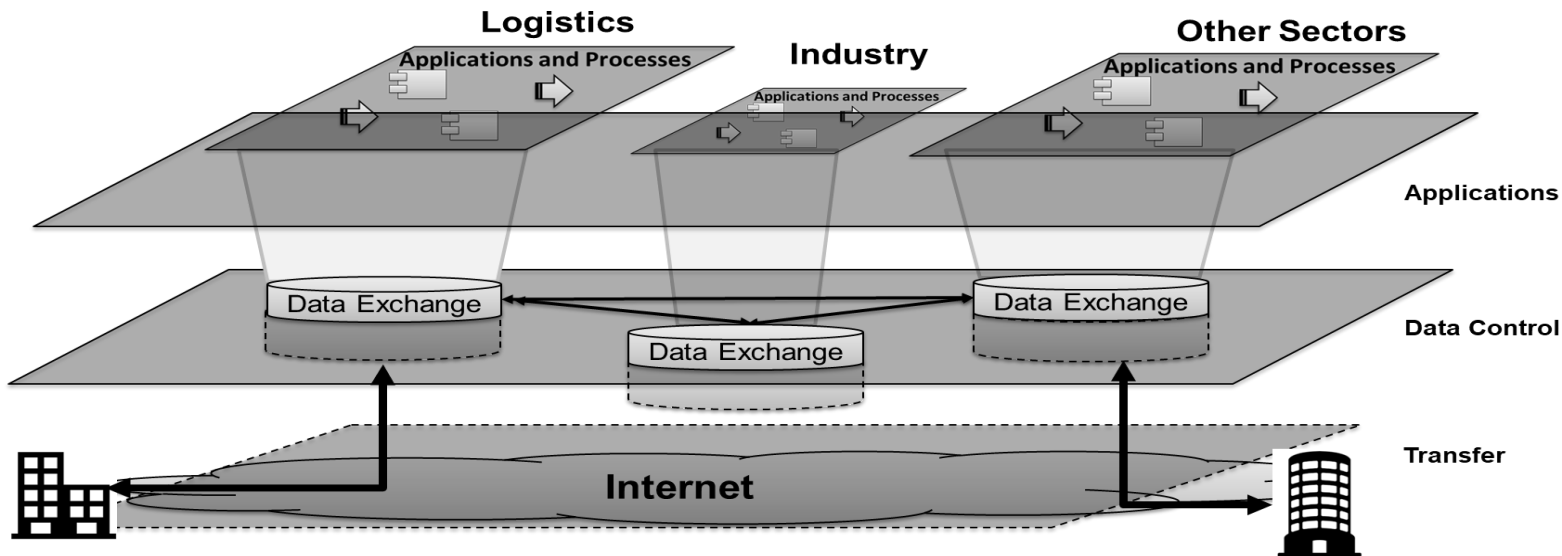 Logistics
Industry
Other Sectors
Applications and Processes
Applications and Processes
Applications and Processes
Applications
Data Exchange
Data Exchange
Data Exchange
Data Control
Transfer
Internet